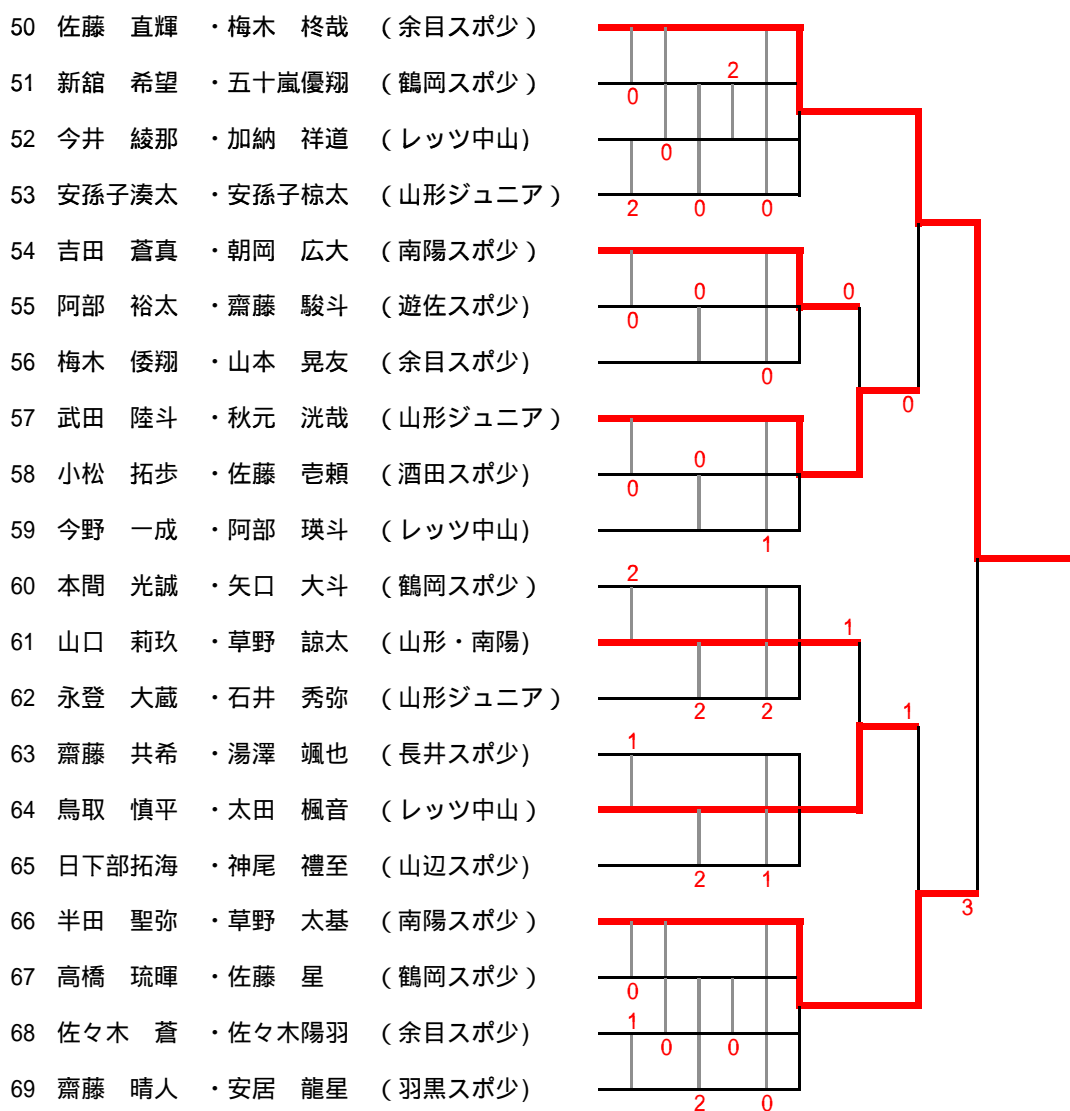 50 佐藤 直輝 ・梅木 柊哉 (余目スポ少)
2
51 新舘 希望 ・五十嵐優翔 (鶴岡スポ少)
0
52 今井 綾那 ・加納 祥道 (レッツ中山)
0
53 安孫子湊太 ・安孫子椋太 (山形ジュニア)
2 0 0
54 吉田 蒼真 ・朝岡 広大 (南陽スポ少)
0 0
55 阿部 裕太 ・齋藤 駿斗 (遊佐スポ少)
0
56 梅木 倭翔 ・山本 晃友 (余目スポ少)
0
0
57 武田 陸斗 ・秋元 洸哉 (山形ジュニア)
0
58 小松 拓歩 ・佐藤 壱頼 (酒田スポ少)
0
59 今野 一成 ・阿部 瑛斗 (レッツ中山)
1
2
60 本間 光誠 ・矢口 大斗 (鶴岡スポ少)
1
61 山口 莉玖 ・草野 諒太 (山形・南陽)
62 永登 大蔵 ・石井 秀弥 (山形ジュニア)
2 2 1
1
63 齋藤 共希 ・湯澤 颯也 (長井スポ少)
64 鳥取 慎平 ・太田 楓音 (レッツ中山)
65 日下部拓海 ・神尾 禮至 (山辺スポ少)
2 1
3
66 半田 聖弥 ・草野 太基 (南陽スポ少)
67 高橋 琉暉 ・佐藤 星 (鶴岡スポ少)
0
1
68 佐々木 蒼 ・佐々木陽羽 (余目スポ少)
0 0
69 齋藤 晴人 ・安居 龍星 (羽黒スポ少)
2 0